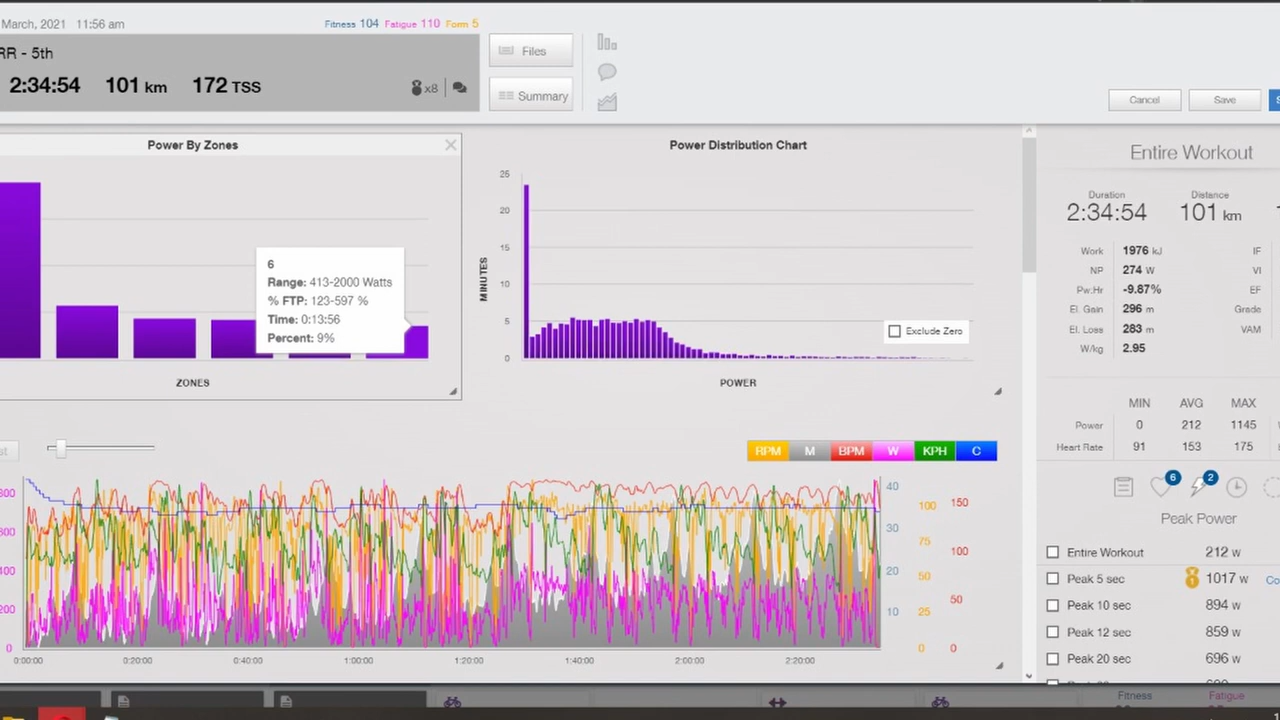 March, 2021 11:56 am
Fitness 104 Fatigue 110 Form 5
RR - 5th
2:34:54 101 km 172 TSS
x8
Files
Summary
Cancel
Save
Power By Zones
6
Range: 413-2000 Watts
% FTP: 123-597 %
Time: 0:13:56
Percent: 9%
ZONES
Power Distribution Chart
25
20
15
10
5
0
MINUTES
Exclude Zero
POWER
Entire Workout
Duration Distance
2:34:54 101 km
Work 1976 kJ IF
NP 274 W VI
Pw:Hr -9.87% EF
El. Gain 296 m Grade
El. Loss 283 m VAM
W/kg 2.95
MIN AVG MAX
Power 0 212 1145
Heart Rate 91 153 175
6 2
Peak Power
Entire Workout 212 W
Peak 5 sec 1 1017 W
Peak 10 sec 894 W
Peak 12 sec 859 W
Peak 20 sec 696 W
RPM M BPM W KPH C
800
600
400
200
0
40
30
20
10
100
75
50
25
0
150
100
50
0
0:00:00 0:20:00 0:40:00 1:00:00 1:20:00 1:40:00 2:00:00 2:20:00
Fitness Fatigue